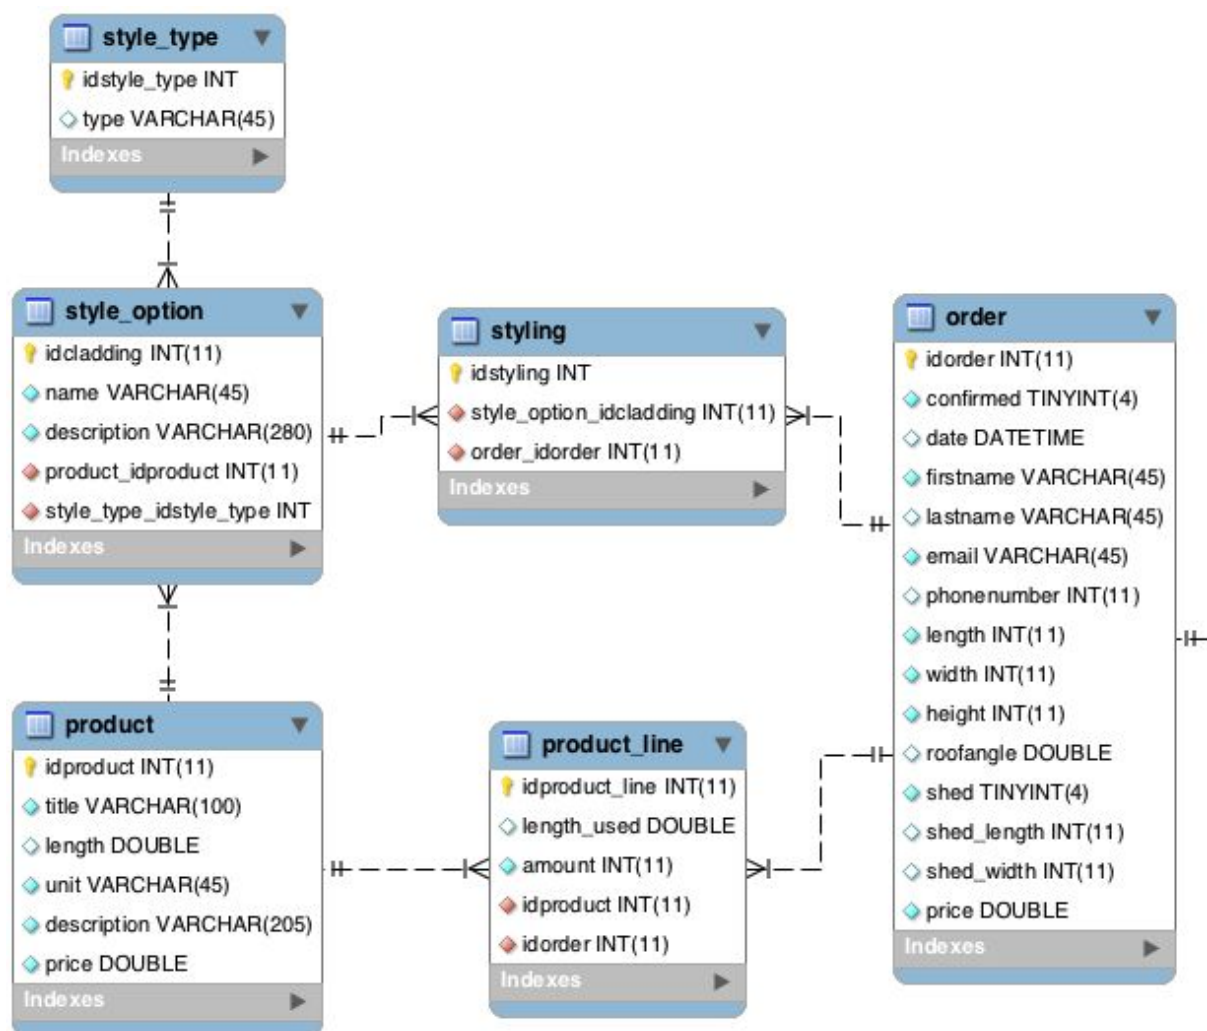 style_type
idstyle_type INT
type VARCHAR(45)
Indexes
style_option
idcladding INT(11)
name VARCHAR(45)
description VARCHAR(280)
product_idproduct INT(11)
style_type_idstyle_type INT
Indexes
styling
idstyling INT
style_option_idcladding INT(11)
order_idorder INT(11)
Indexes
order
idorder INT(11)
confirmed TINYINT(4)
date DATETIME
firstname VARCHAR(45)
lastname VARCHAR(45)
email VARCHAR(45)
phonenumber INT(11)
length INT(11)
width INT(11)
height INT(11)
roofangle DOUBLE
shed TINYINT(4)
shed_length INT(11)
shed_width INT(11)
price DOUBLE
Indexes
product
idproduct INT(11)
title VARCHAR(100)
length DOUBLE
unit VARCHAR(45)
description VARCHAR(205)
price DOUBLE
Indexes
product_line
idproduct_line INT(11)
length_used DOUBLE
amount INT(11)
idproduct INT(11)
idorder INT(11)
Indexes